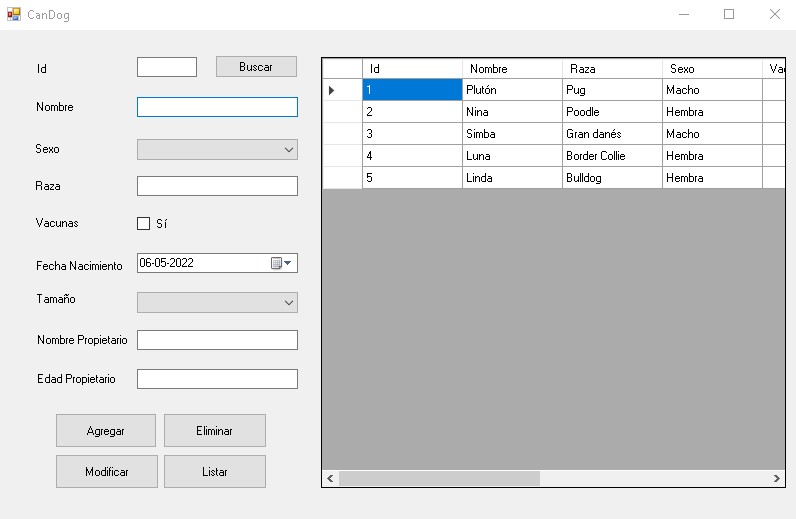 CanDog
Id
Buscar
Nombre
Sexo
Raza
Vacunas
Sí
Fecha Nacimiento
06-05-2022
Tamaño
Nombre Propietario
Edad Propietario
Agregar
Eliminar
Modificar
Listar
Id Nombre Raza Sexo
1 Plutón Pug Macho
2 Nina Poodle Hembra
3 Simba Gran danés Macho
4 Luna Border Collie Hembra
5 Linda Bulldog Hembra